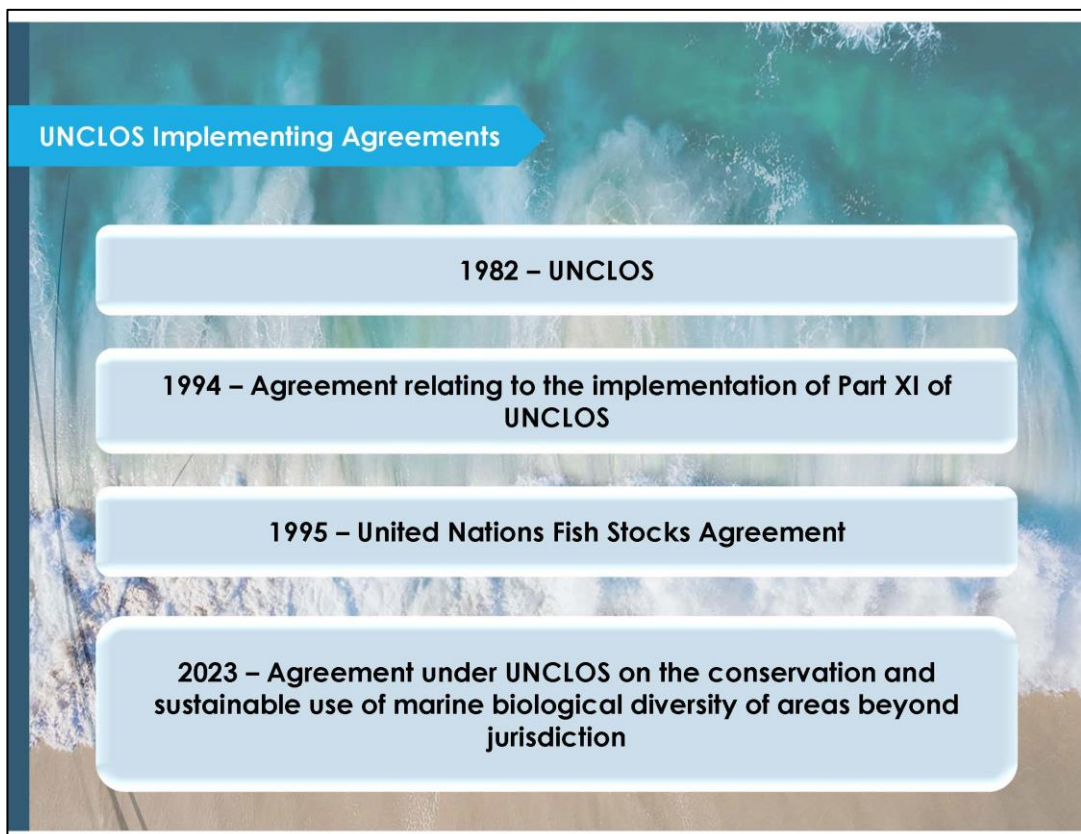 UNCLOS Implementing Agreements
1982 – UNCLOS
1994 – Agreement relating to the implementation of Part XI of
UNCLOS
1995 – United Nations Fish Stocks Agreement
2023 – Agreement under UNCLOS on the conservation and
sustainable use of marine biological diversity of areas beyond
jurisdiction